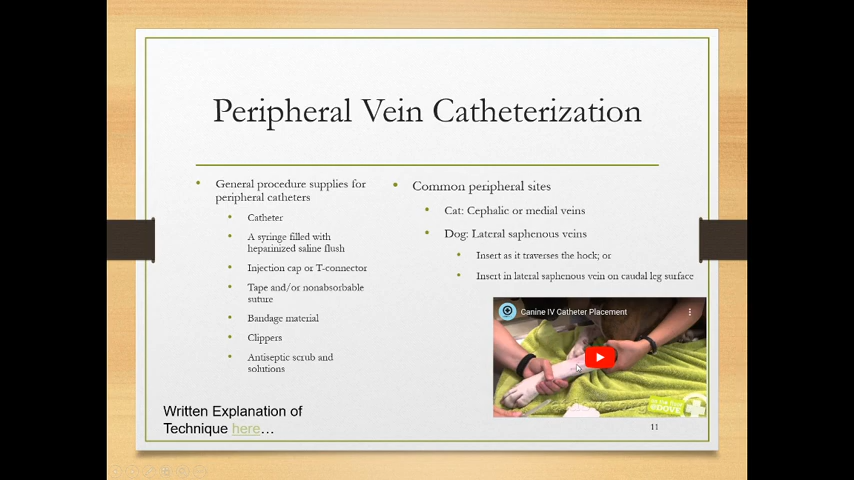 Peripheral Vein Catheterization
General procedure supplies for
peripheral catheters
Catheter
A syringe filled with
heparinized saline flush
Injection cap or T-connector
Tape and/or nonabsorbable
suture
Bandage material
Clippers
Antiseptic scrub and
solutions
Common peripheral sites
Cat: Cephalic or medial veins
Dog: Lateral saphenous veins
Insert as it traverses the hock; or
Insert in lateral saphenous vein on caudal leg surface
Canine IV Catheter Placement
eDOVE
Written Explanation of
Technique here…
11